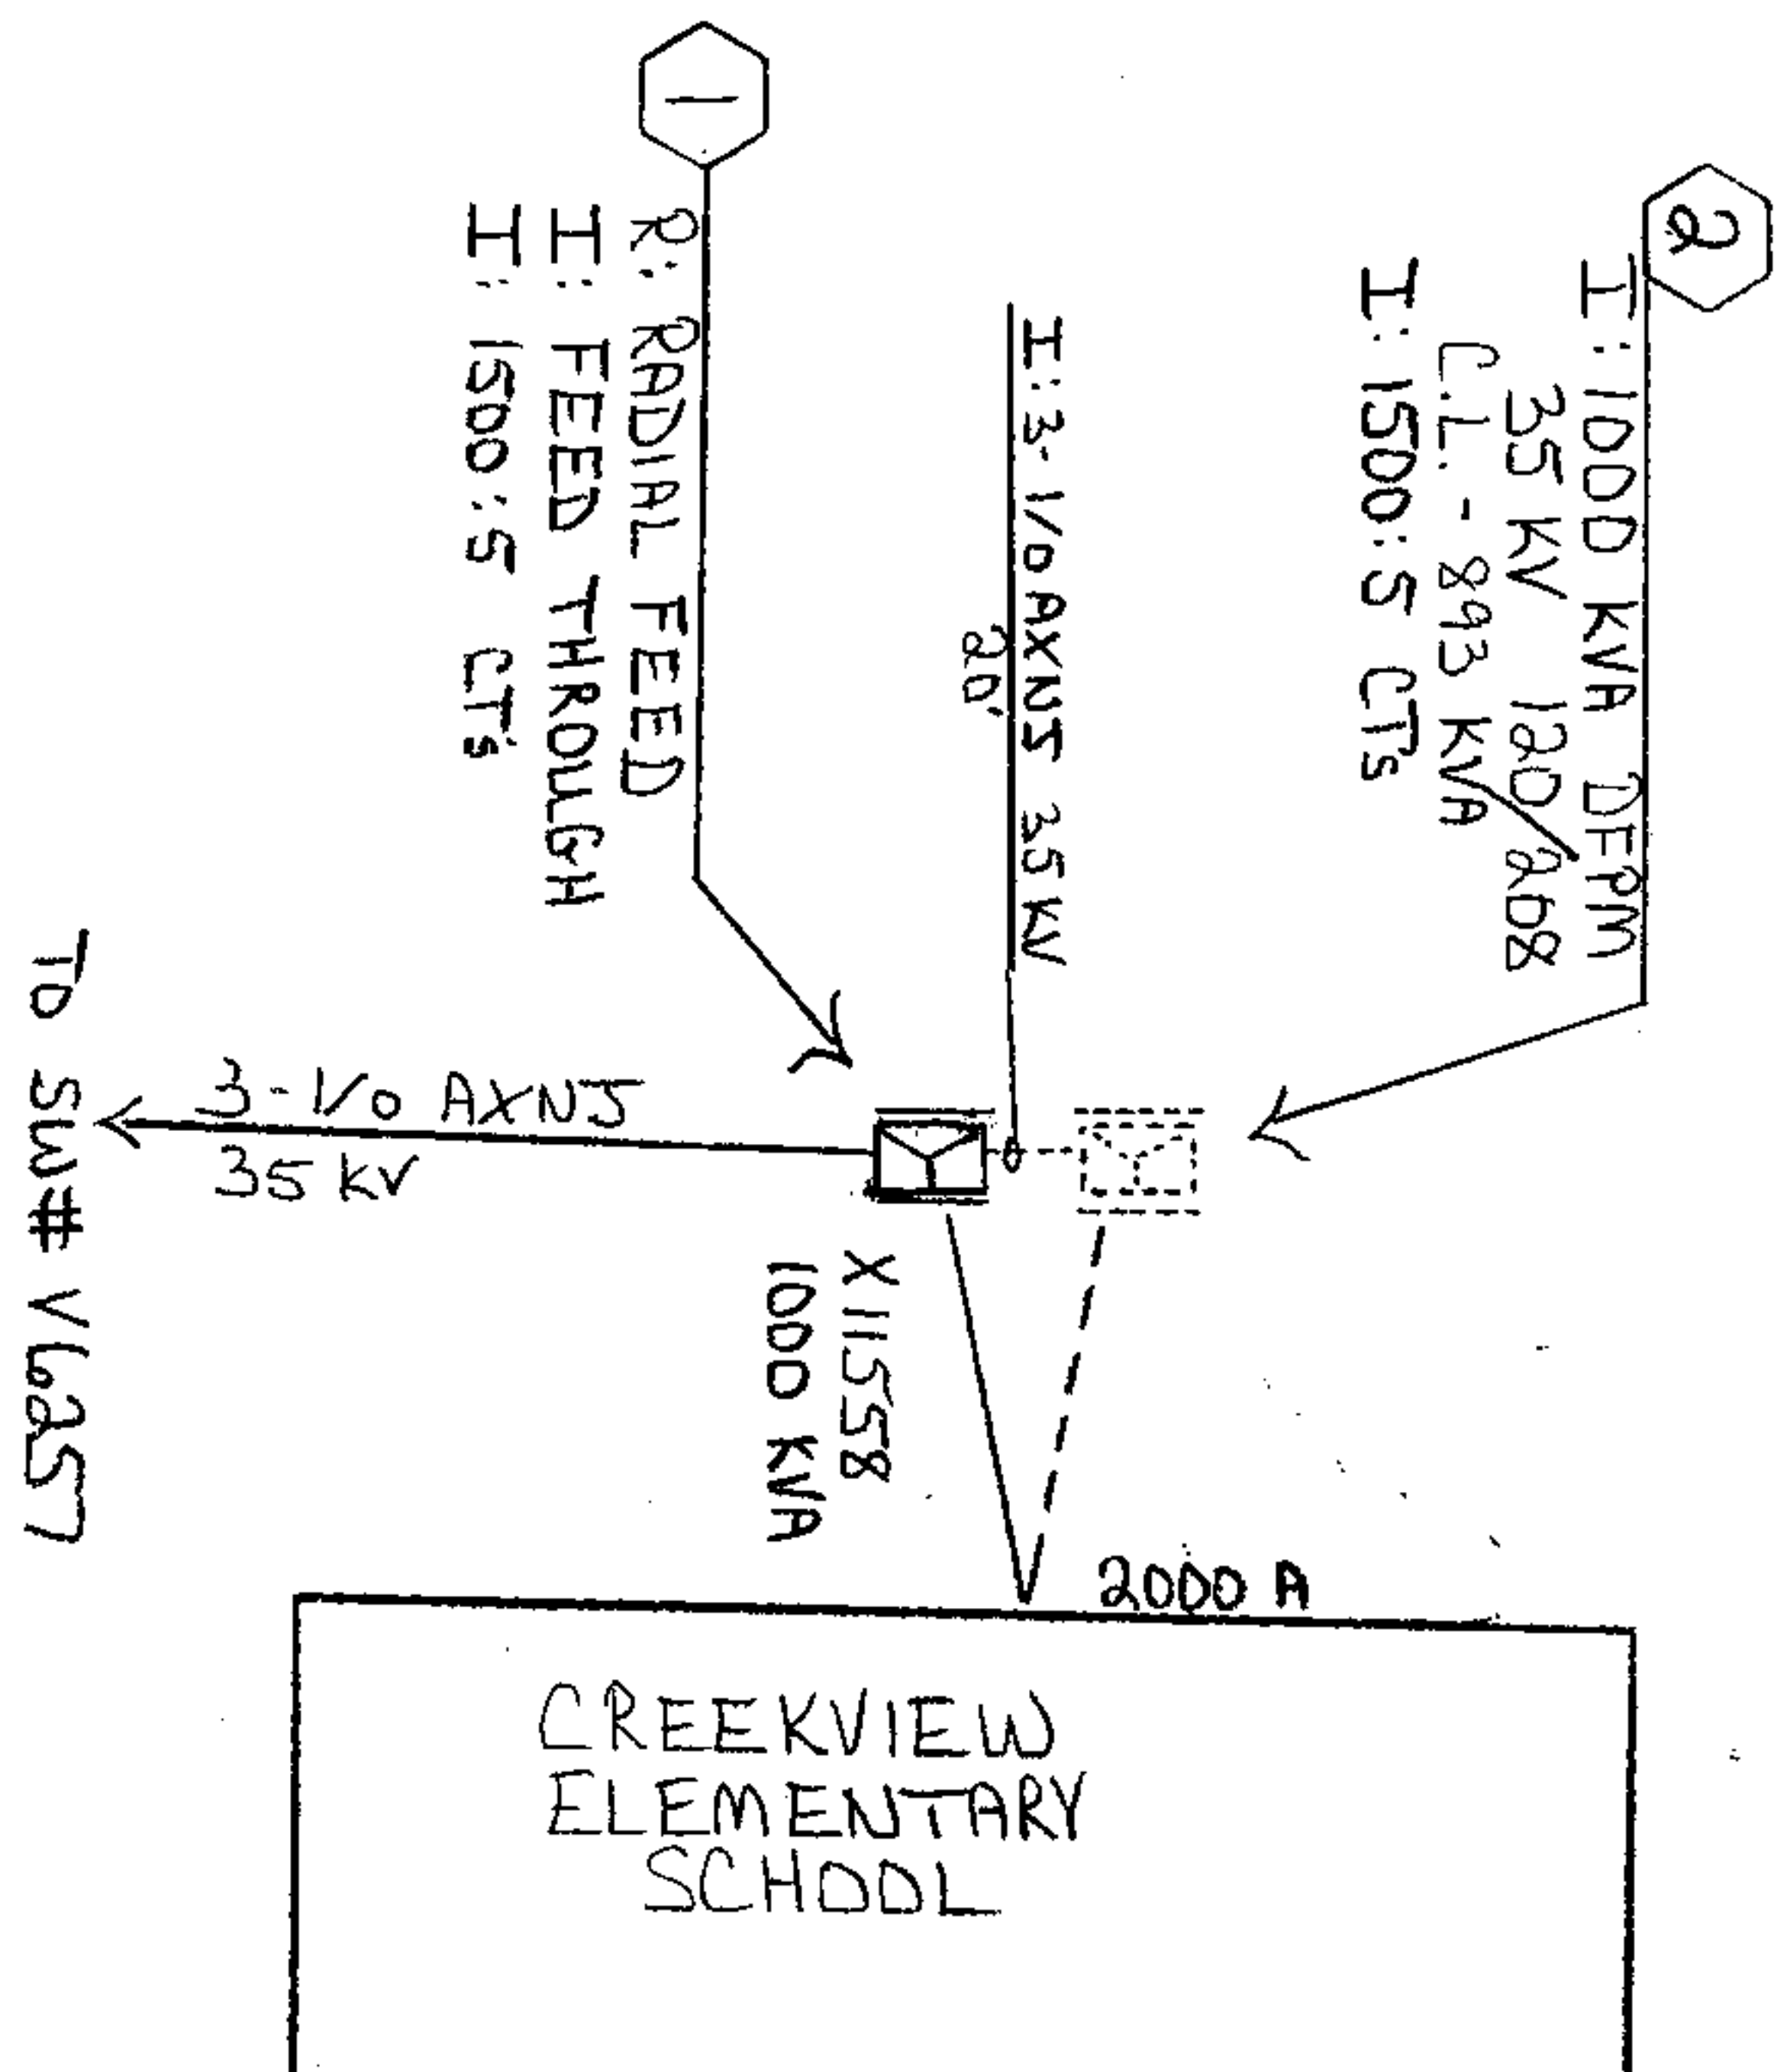 2
I: 1000 KVA DFPM
35 KV 120/208
C.L. - 893 KVA
I: 1500:5 CTs
I: 3-1/0 AXNJ 35 KV
20'
1
R: RADIAL FEED
I: FEED THROUGH
I: 1500:5 CT's
3-1/0 AXNJ
35 KV
TO SW# V6257
X111558
1000 KVA
2000 A
CREEKVIEW
ELEMENTARY
SCHOOL